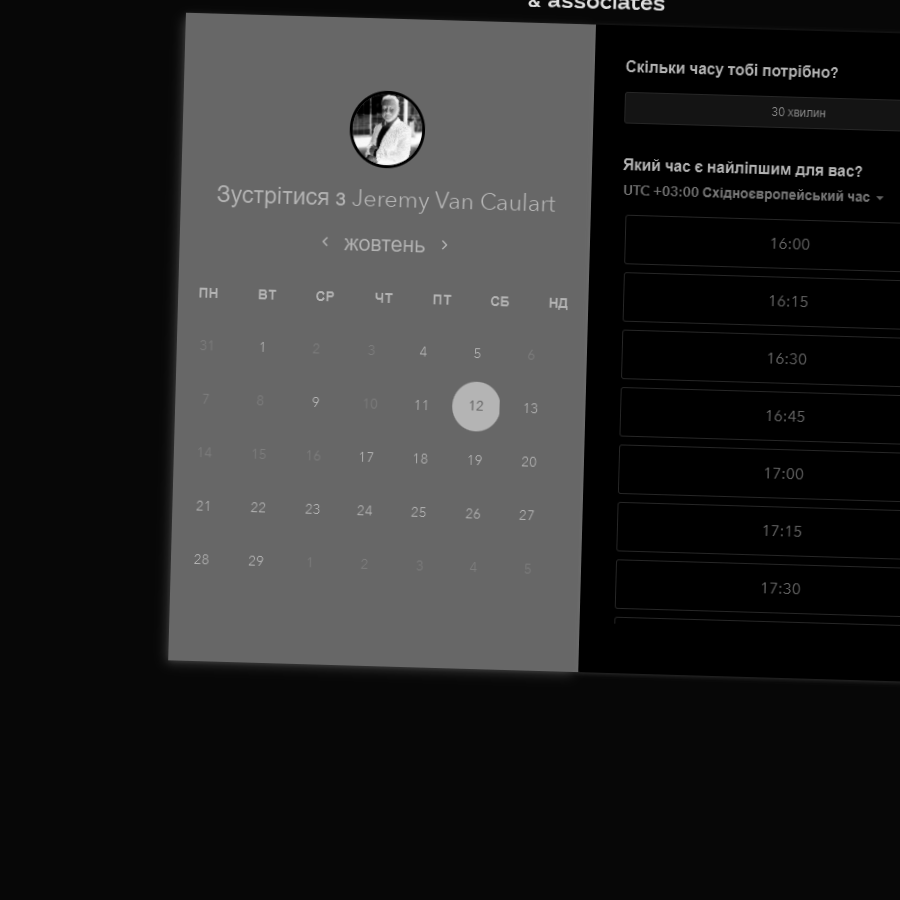 & associates
Зустрітися з Jeremy Van Caulart
‹ жовтень ›
ПН ВТ СР ЧТ ПТ СБ НД
31 1 2 3 4 5 6
7 8 9 10 11 12 13
14 15 16 17 18 19 20
21 22 23 24 25 26 27
28 29 1 2 3 4 5
Скільки часу тобі потрібно?
30 хвилин
Який час є найліпшим для вас?
UTC +03:00 Східноєвропейський час
16:00
16:15
16:30
16:45
17:00
17:15
17:30